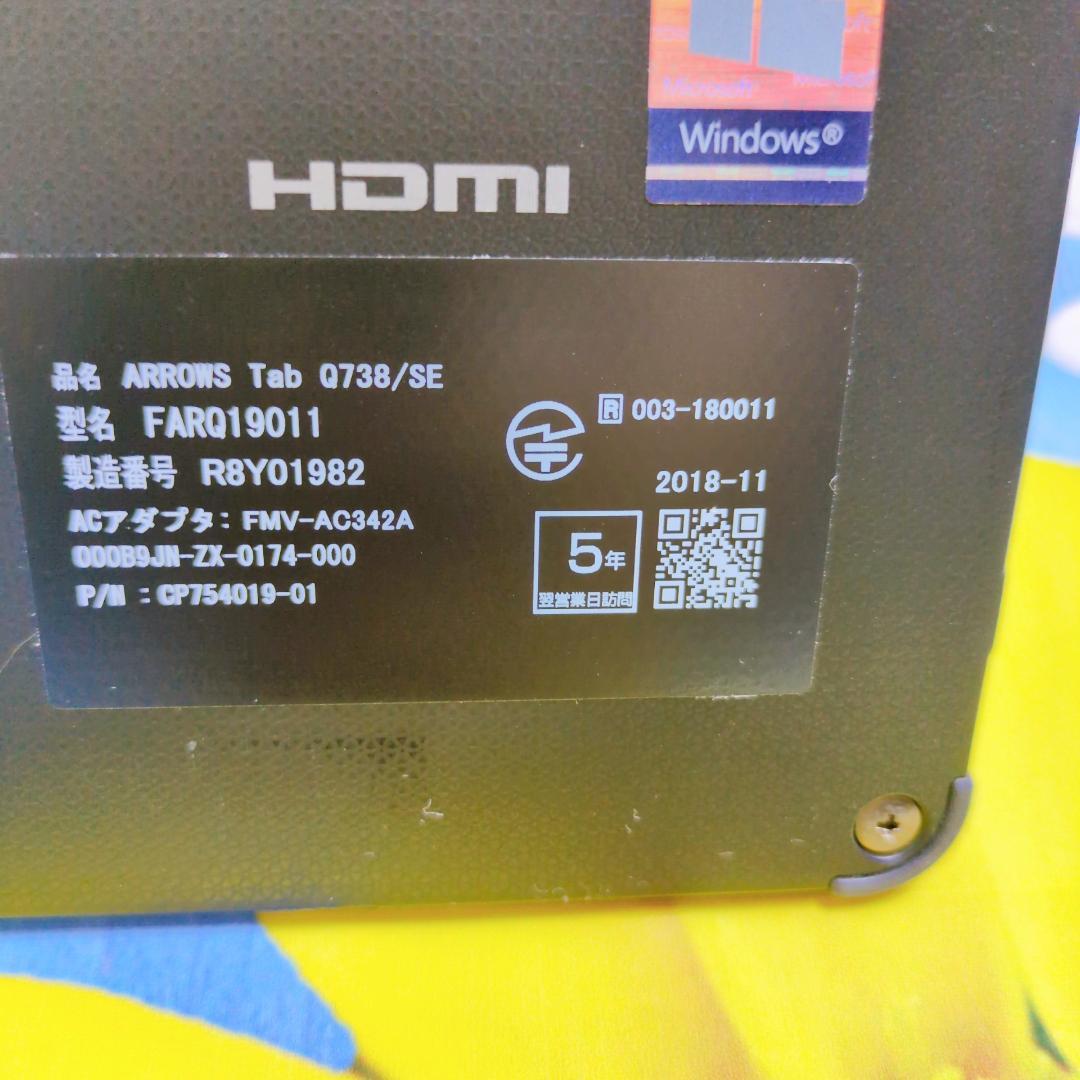 Microsoft
Windows®
HDMI
品名 ARROWS Tab Q738/SE
型名 FARQ19011
製造番号 R8Y01982
ACアダプタ: FMV-AC342A
000B9JN-ZX-0174-000
P/N :CP754019-01
R 003-180011
2018-11
5年
翌営業日訪問